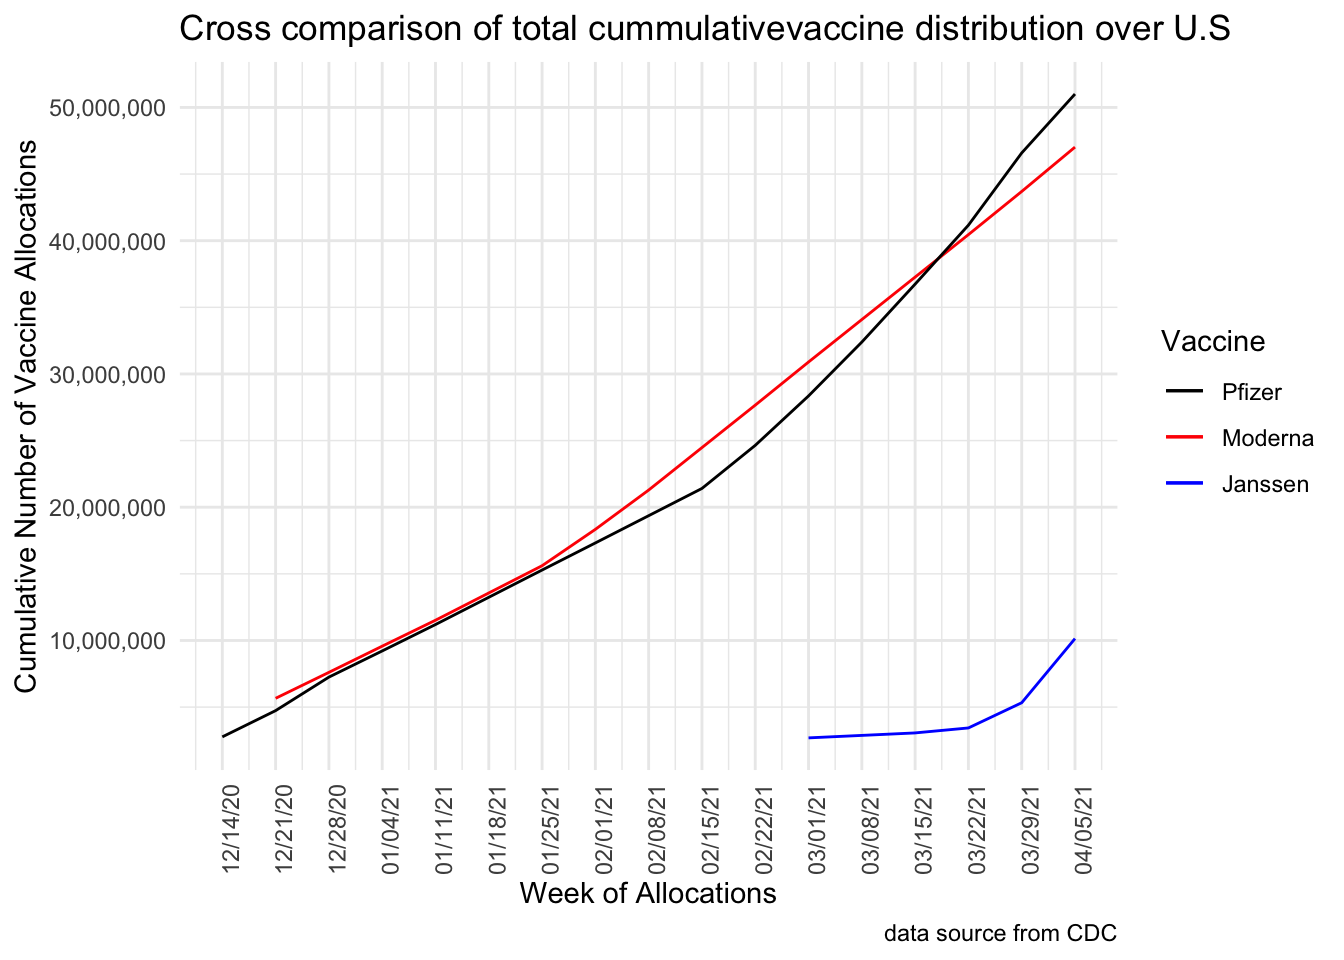 Cross comparison of total cummulativevaccine distribution over U.S
Cumulative Number of Vaccine Allocations
50,000,000
40,000,000
30,000,000
20,000,000
10,000,000
12/14/20
12/21/20
12/28/20
01/04/21
01/11/21
01/18/21
01/25/21
02/01/21
02/08/21
02/15/21
02/22/21
03/01/21
03/08/21
03/15/21
03/22/21
03/29/21
04/05/21
Week of Allocations
Vaccine
Pfizer
Moderna
Janssen
data source from CDC